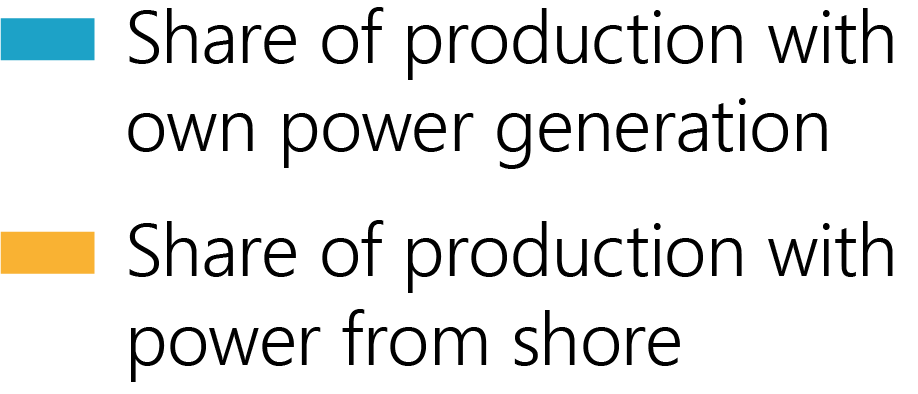 Share of production with
own power generation
Share of production with
power from shore